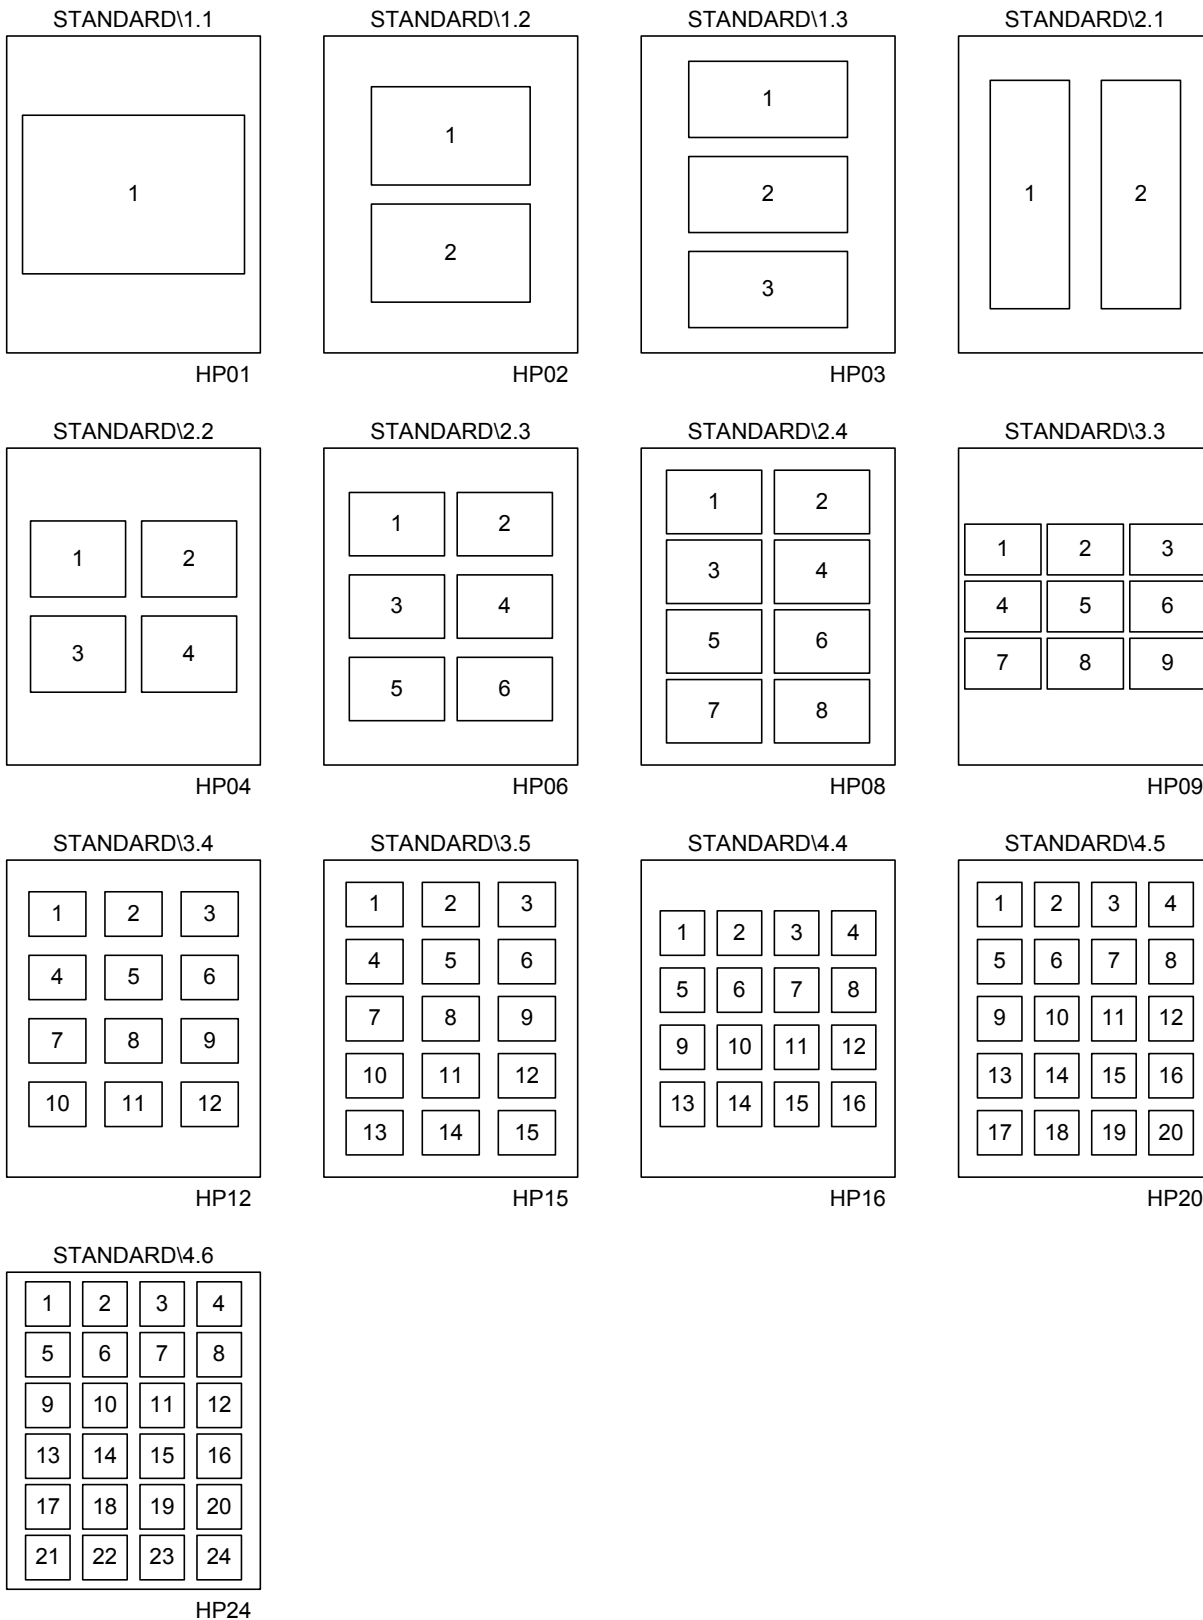 STANDARD\1.1 STANDARD\1.2 STANDARD\1.3 STANDARD\2.1
1
1
2
1
2
3
1 2
HP01 HP02 HP03
STANDARD\2.2 STANDARD\2.3 STANDARD\2.4 STANDARD\3.3
1 2
3 4
1 2
3 4
5 6
1 2
3 4
5 6
7 8
1 2 3
4 5 6
7 8 9
HP04 HP06 HP08 HP09
STANDARD\3.4 STANDARD\3.5 STANDARD\4.4 STANDARD\4.5
1 2 3
4 5 6
7 8 9
10 11 12
1 2 3
4 5 6
7 8 9
10 11 12
13 14 15
1 2 3 4
5 6 7 8
9 10 11 12
13 14 15 16
1 2 3 4
5 6 7 8
9 10 11 12
13 14 15 16
17 18 19 20
HP12 HP15 HP16 HP20
STANDARD\4.6
1 2 3 4
5 6 7 8
9 10 11 12
13 14 15 16
17 18 19 20
21 22 23 24
HP24